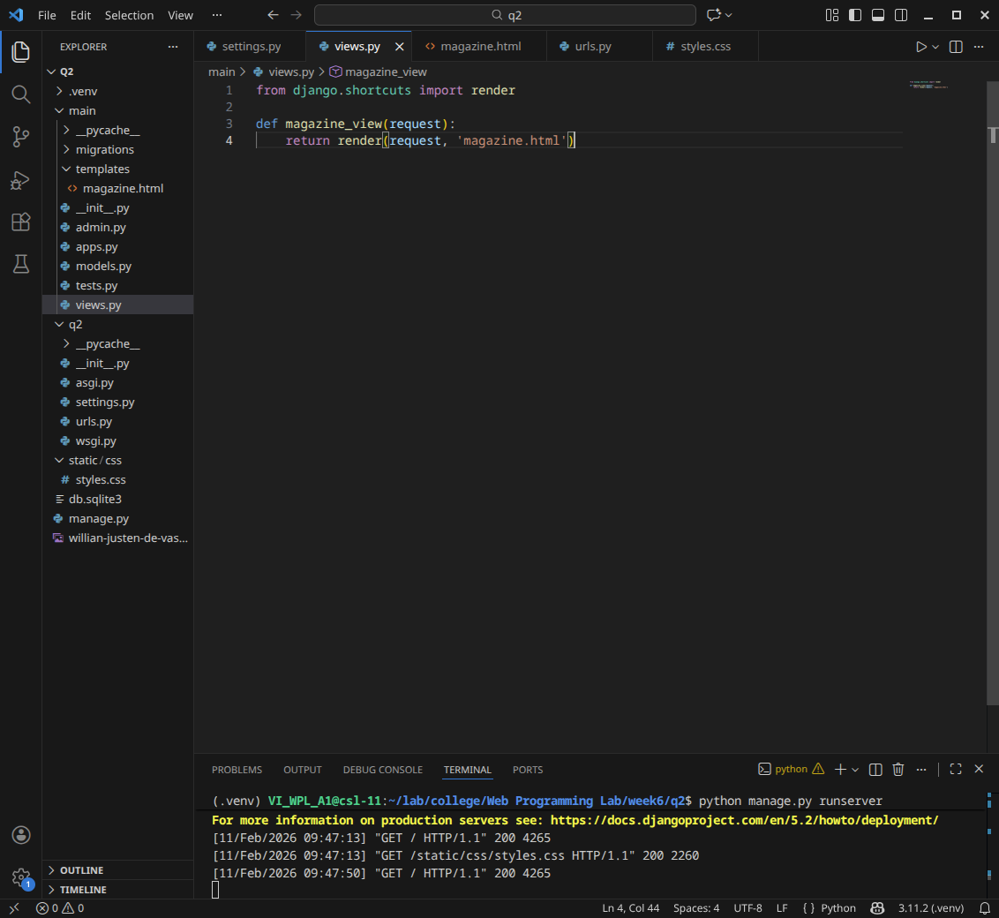 File Edit Selection View ··· q2
EXPLORER ···
settings.py views.py magazine.html urls.py styles.css
main > views.py > magazine_view
Q2
.venv
main
__pycache__
migrations
templates
magazine.html
__init__.py
admin.py
apps.py
models.py
tests.py
views.py
q2
__pycache__
__init__.py
asgi.py
settings.py
urls.py
wsgi.py
static / css
styles.css
db.sqlite3
manage.py
willian-justen-de-vas...
OUTLINE
TIMELINE
1 from django.shortcuts import render
2
3 def magazine_view(request):
4 return render(request, 'magazine.html')
PROBLEMS OUTPUT DEBUG CONSOLE TERMINAL PORTS
python
(.venv) VI_WPL_A1@csl-11:~/lab/college/Web Programming Lab/week6/q2$ python manage.py runserver
For more information on production servers see: https://docs.djangoproject.com/en/5.2/howto/deployment/
[11/Feb/2026 09:47:13] "GET / HTTP/1.1" 200 4265
[11/Feb/2026 09:47:13] "GET /static/css/styles.css HTTP/1.1" 200 2260
[11/Feb/2026 09:47:50] "GET / HTTP/1.1" 200 4265
1
0 0 Ln 4, Col 44 Spaces: 4 UTF-8 LF { } Python 3.11.2 (.venv)